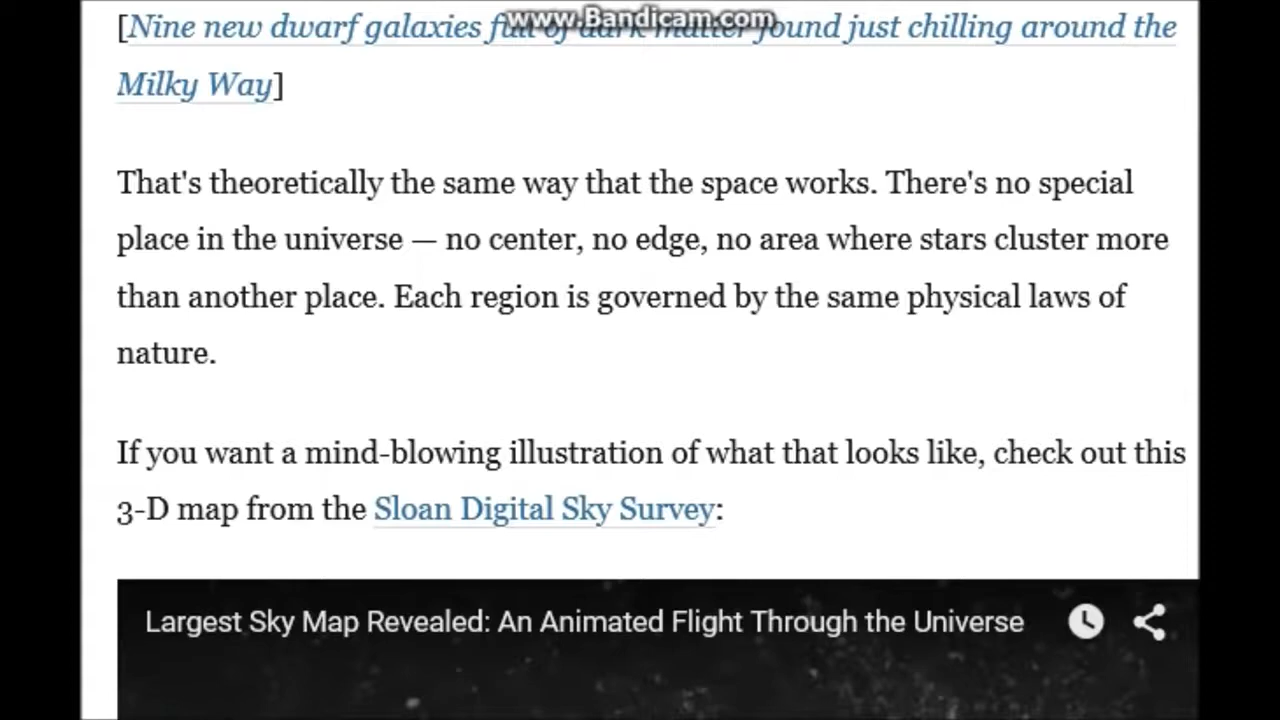 www.Bandicam.com
[Nine new dwarf galaxies full of dark matter found just chilling around the
Milky Way]
That's theoretically the same way that the space works. There's no special
place in the universe — no center, no edge, no area where stars cluster more
than another place. Each region is governed by the same physical laws of
nature.
If you want a mind-blowing illustration of what that looks like, check out this
3-D map from the Sloan Digital Sky Survey:
Largest Sky Map Revealed: An Animated Flight Through the Universe